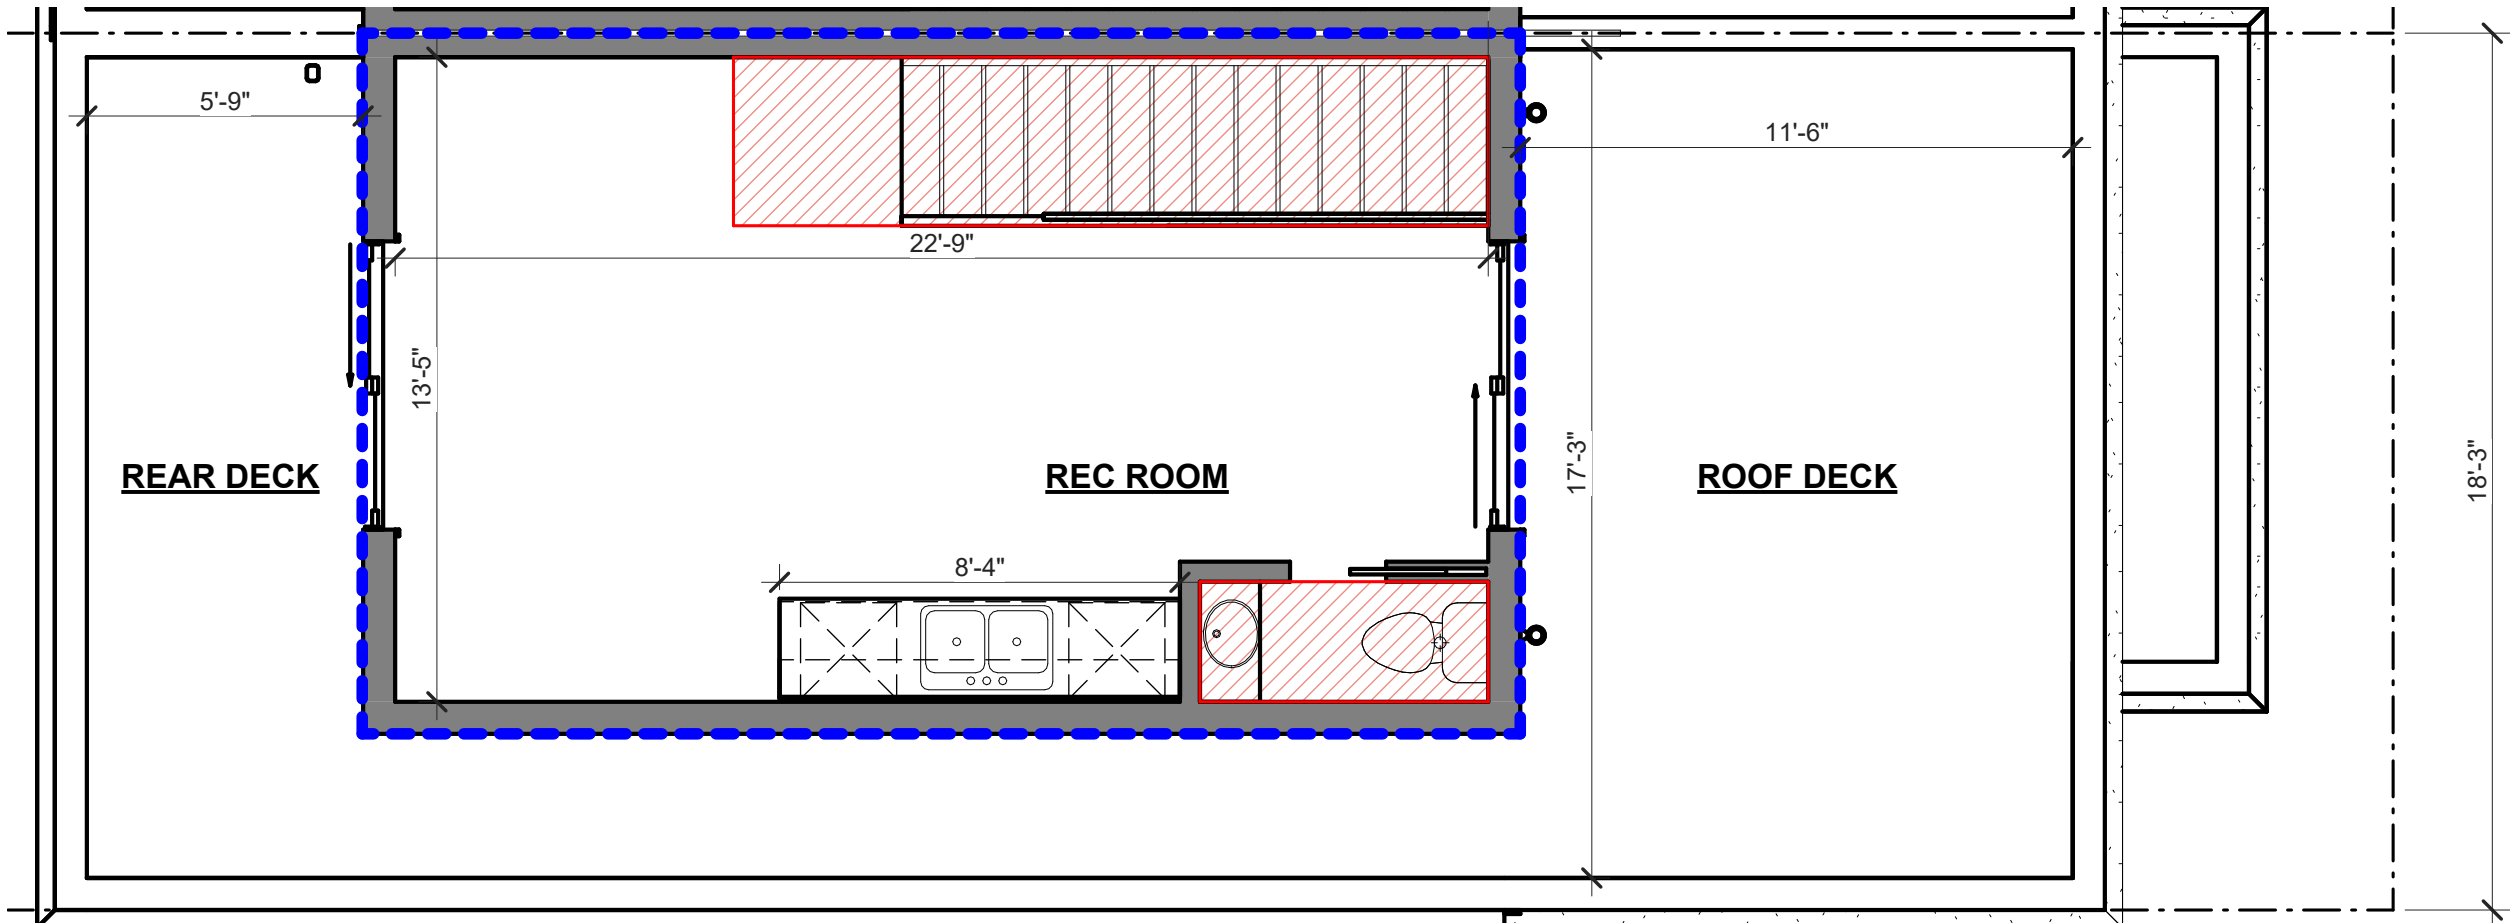 5'-9"
11'-6"
22'-9"
13'-5"
17'-3"
18'-3"
REAR DECK
REC ROOM
ROOF DECK
8'-4"